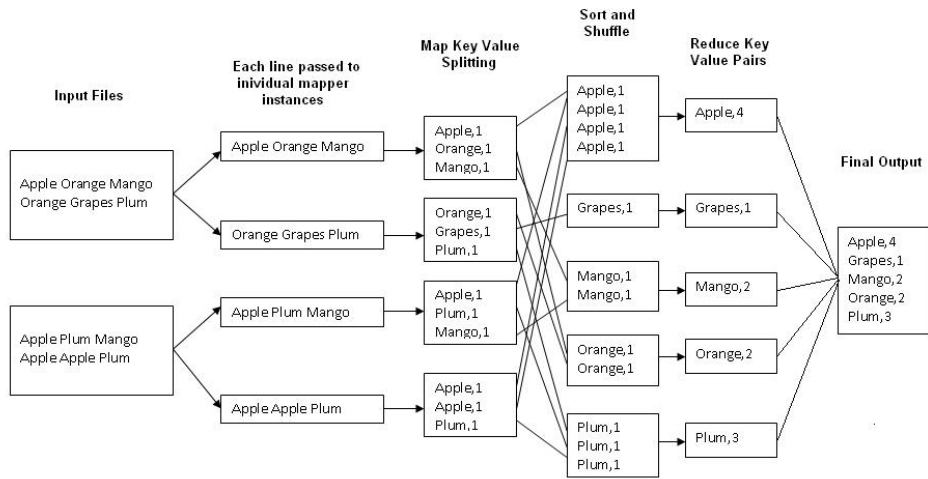 Input Files
Apple Orange Mango
Orange Grapes Plum
Apple Plum Mango
Apple Apple Plum
Each line passed to
inividual mapper
instances
Apple Orange Mango
Orange Grapes Plum
Apple Plum Mango
Apple Apple Plum
Map Key Value
Splitting
Apple,1
Orange,1
Mango,1
Orange,1
Grapes,1
Plum,1
Apple,1
Plum,1
Mango,1
Apple,1
Apple,1
Plum,1
Sort and
Shuffle
Apple,1
Apple,1
Apple,1
Apple,1
Grapes,1
Mango,1
Mango,1
Orange,1
Orange,1
Plum,1
Plum,1
Plum,1
Reduce Key
Value Pairs
Apple,4
Grapes,1
Mango,2
Orange,2
Plum,3
Final Output
Apple,4
Grapes,1
Mango,2
Orange,2
Plum,3